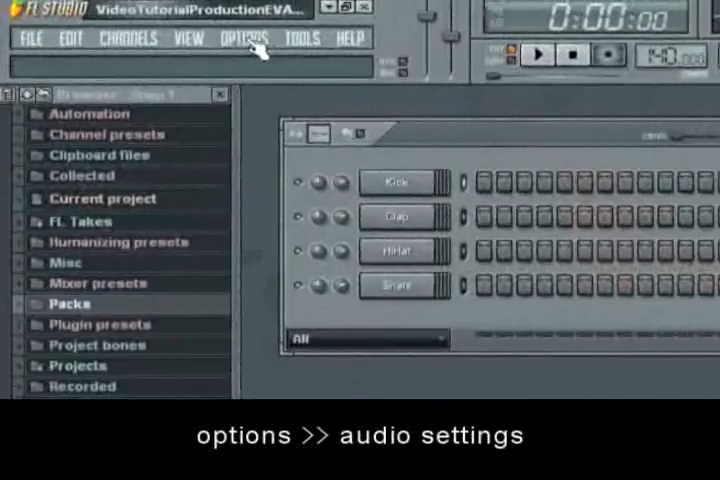 FL STUDIO VideoTutorialProductionEVA...
0:00:00
FILE EDIT CHANNELS VIEW OPTIONS TOOLS HELP
140.000
Automation
Channel presets
Clipboard files
Collected
Current project
FL Takes
Humanizing presets
Misc
Mixer presets
Packs
Plugin presets
Project bones
Projects
Recorded
Kick
Clap
HiHat
Snare
All
options >> audio settings